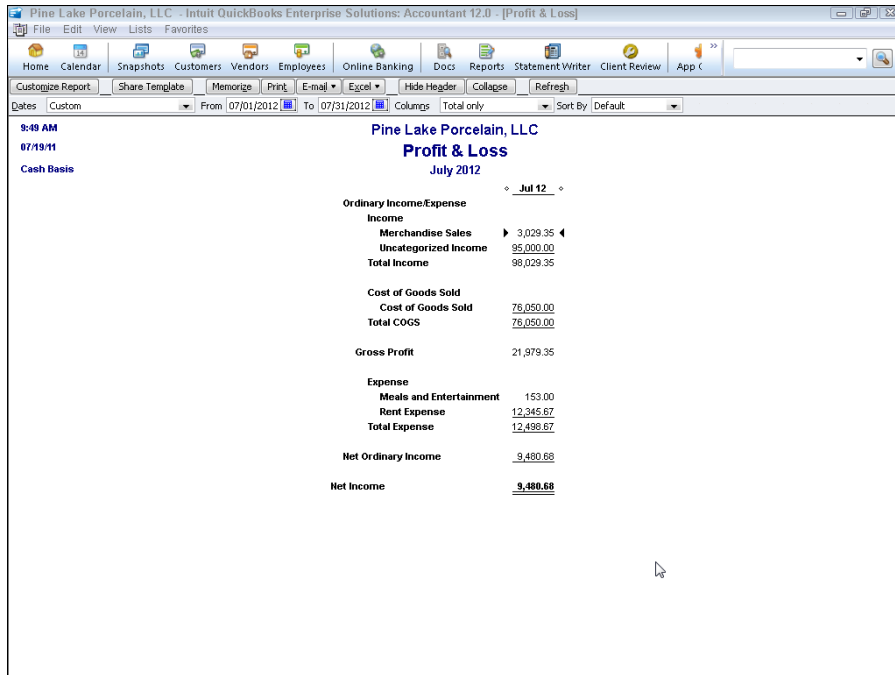 Pine Lake Porcelain, LLC - Intuit QuickBooks Enterprise Solutions: Accountant 12.0 - [Profit & Loss]
File Edit View Lists Favorites
Home Calendar Snapshots Customers Vendors Employees Online Banking Docs Reports Statement Writer Client Review App
Customize Report Share Template Memorize Print E-mail Excel Hide Header Collapse Refresh
Dates Custom From 07/01/2012 To 07/31/2012 Columns Total only Sort By Default
9:49 AM Pine Lake Porcelain, LLC
07/19/11 Profit & Loss
Cash Basis July 2012
Jul 12
Ordinary Income/Expense
Income
Merchandise Sales 3,029.35
Uncategorized Income 95,000.00
Total Income 98,029.35
Cost of Goods Sold
Cost of Goods Sold 76,050.00
Total COGS 76,050.00
Gross Profit 21,979.35
Expense
Meals and Entertainment 153.00
Rent Expense 12,345.67
Total Expense 12,498.67
Net Ordinary Income 9,480.68
Net Income 9,480.68